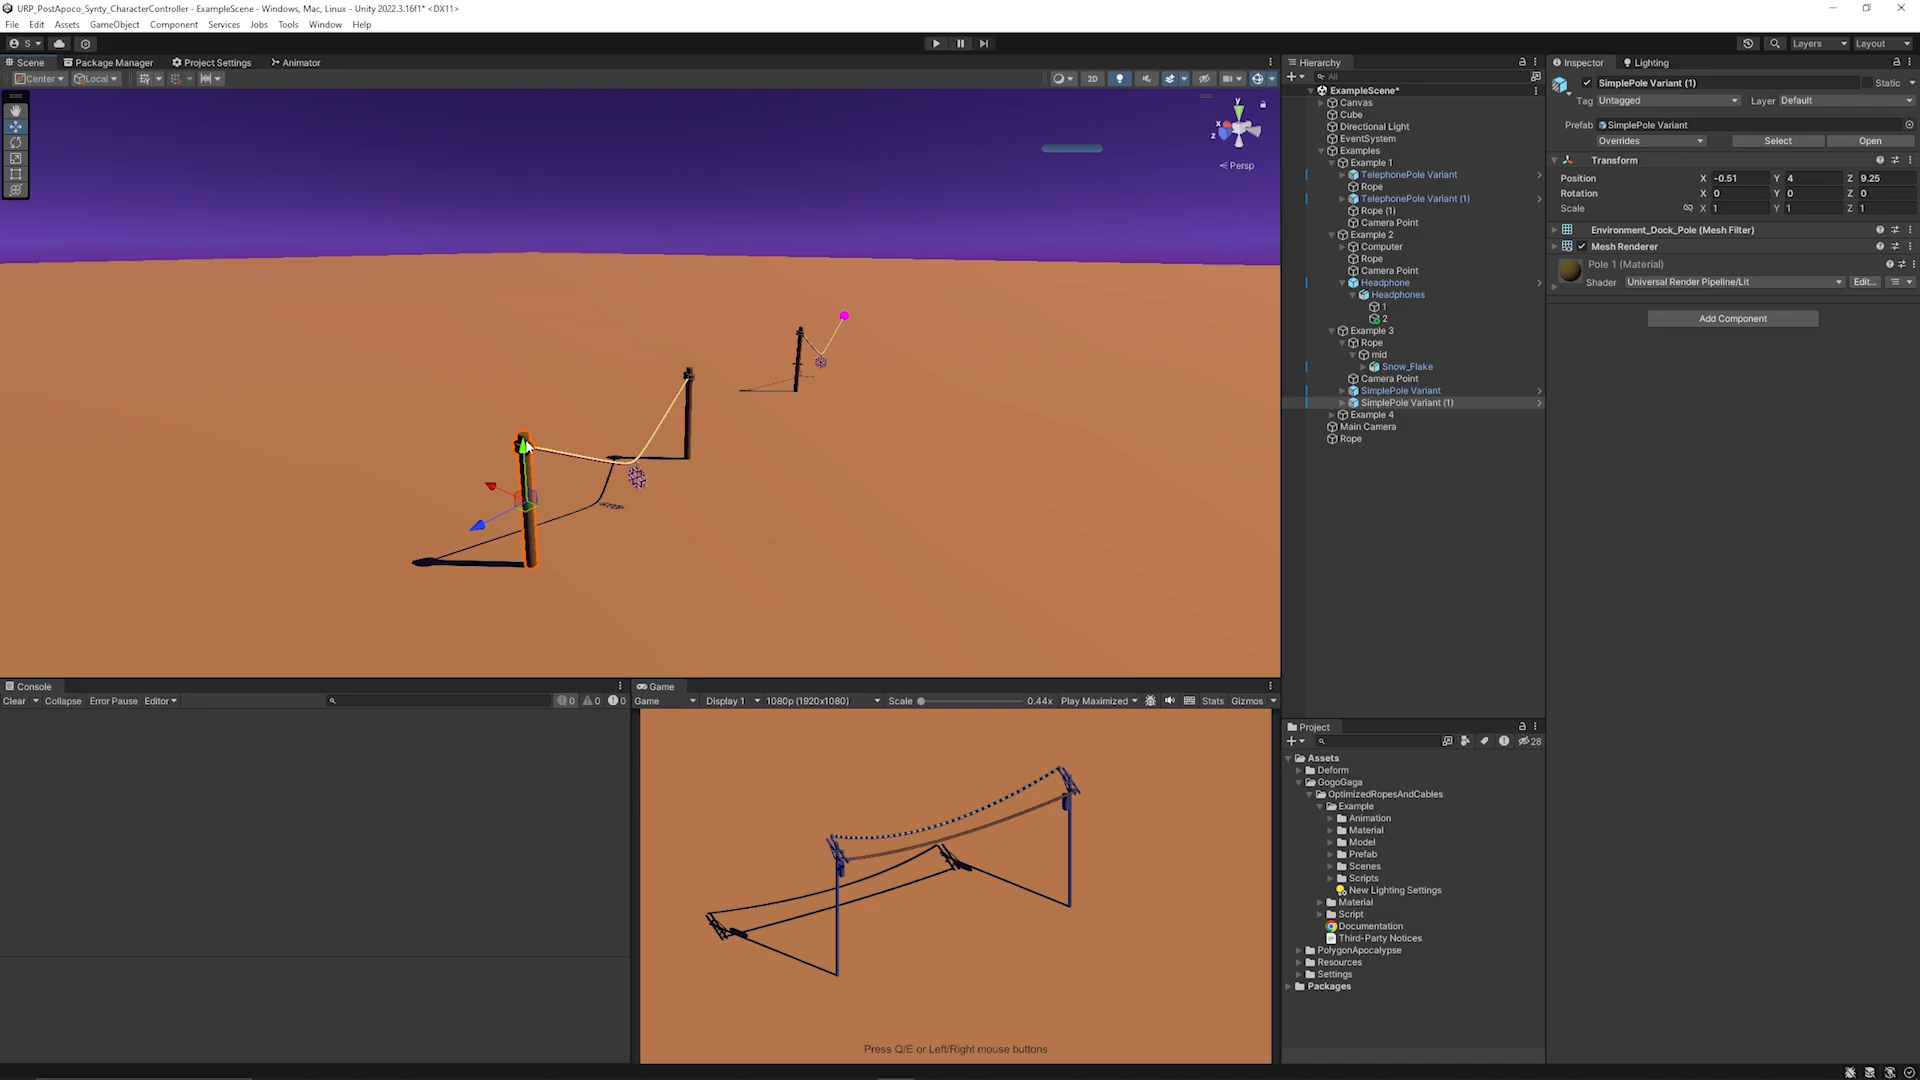 URP_PostApoco_Synty_CharacterController - ExampleScene - Windows, Mac, Linux - Unity 2022.3.16f1* <DX11>
File Edit Assets GameObject Component Services Jobs Tools Window Help
S Layers Layout
Scene Package Manager Project Settings Animator
Center Local 2D
y
x
z
Persp
Hierarchy
All
ExampleScene*
Canvas
Cube
Directional Light
EventSystem
Examples
Example 1
TelephonePole Variant
Rope
TelephonePole Variant (1)
Rope (1)
Camera Point
Example 2
Computer
Rope
Camera Point
Headphone
Headphones
1
2
Example 3
Rope
mid
Snow_Flake
Camera Point
SimplePole Variant
SimplePole Variant (1)
Example 4
Main Camera
Rope
Inspector Lighting
SimplePole Variant (1) Static
Tag Untagged Layer Default
Prefab SimplePole Variant
Overrides Select Open
Transform
Position X -0.51 Y 4 Z 9.25
Rotation X 0 Y 0 Z 0
Scale X 1 Y 1 Z 1
Environment_Dock_Pole (Mesh Filter)
Mesh Renderer
Pole 1 (Material)
Shader Universal Render Pipeline/Lit Edit...
Add Component
Console
Clear Collapse Error Pause Editor 0 0 0
Game
Game Display 1 1080p (1920x1080) Scale 0.44x Play Maximized Stats Gizmos
Press Q/E or Left/Right mouse buttons
Project
28
Assets
Deform
GogoGaga
OptimizedRopesAndCables
Example
Animation
Material
Model
Prefab
Scenes
Scripts
New Lighting Settings
Material
Script
Documentation
Third-Party Notices
PolygonApocalypse
Resources
Settings
Packages